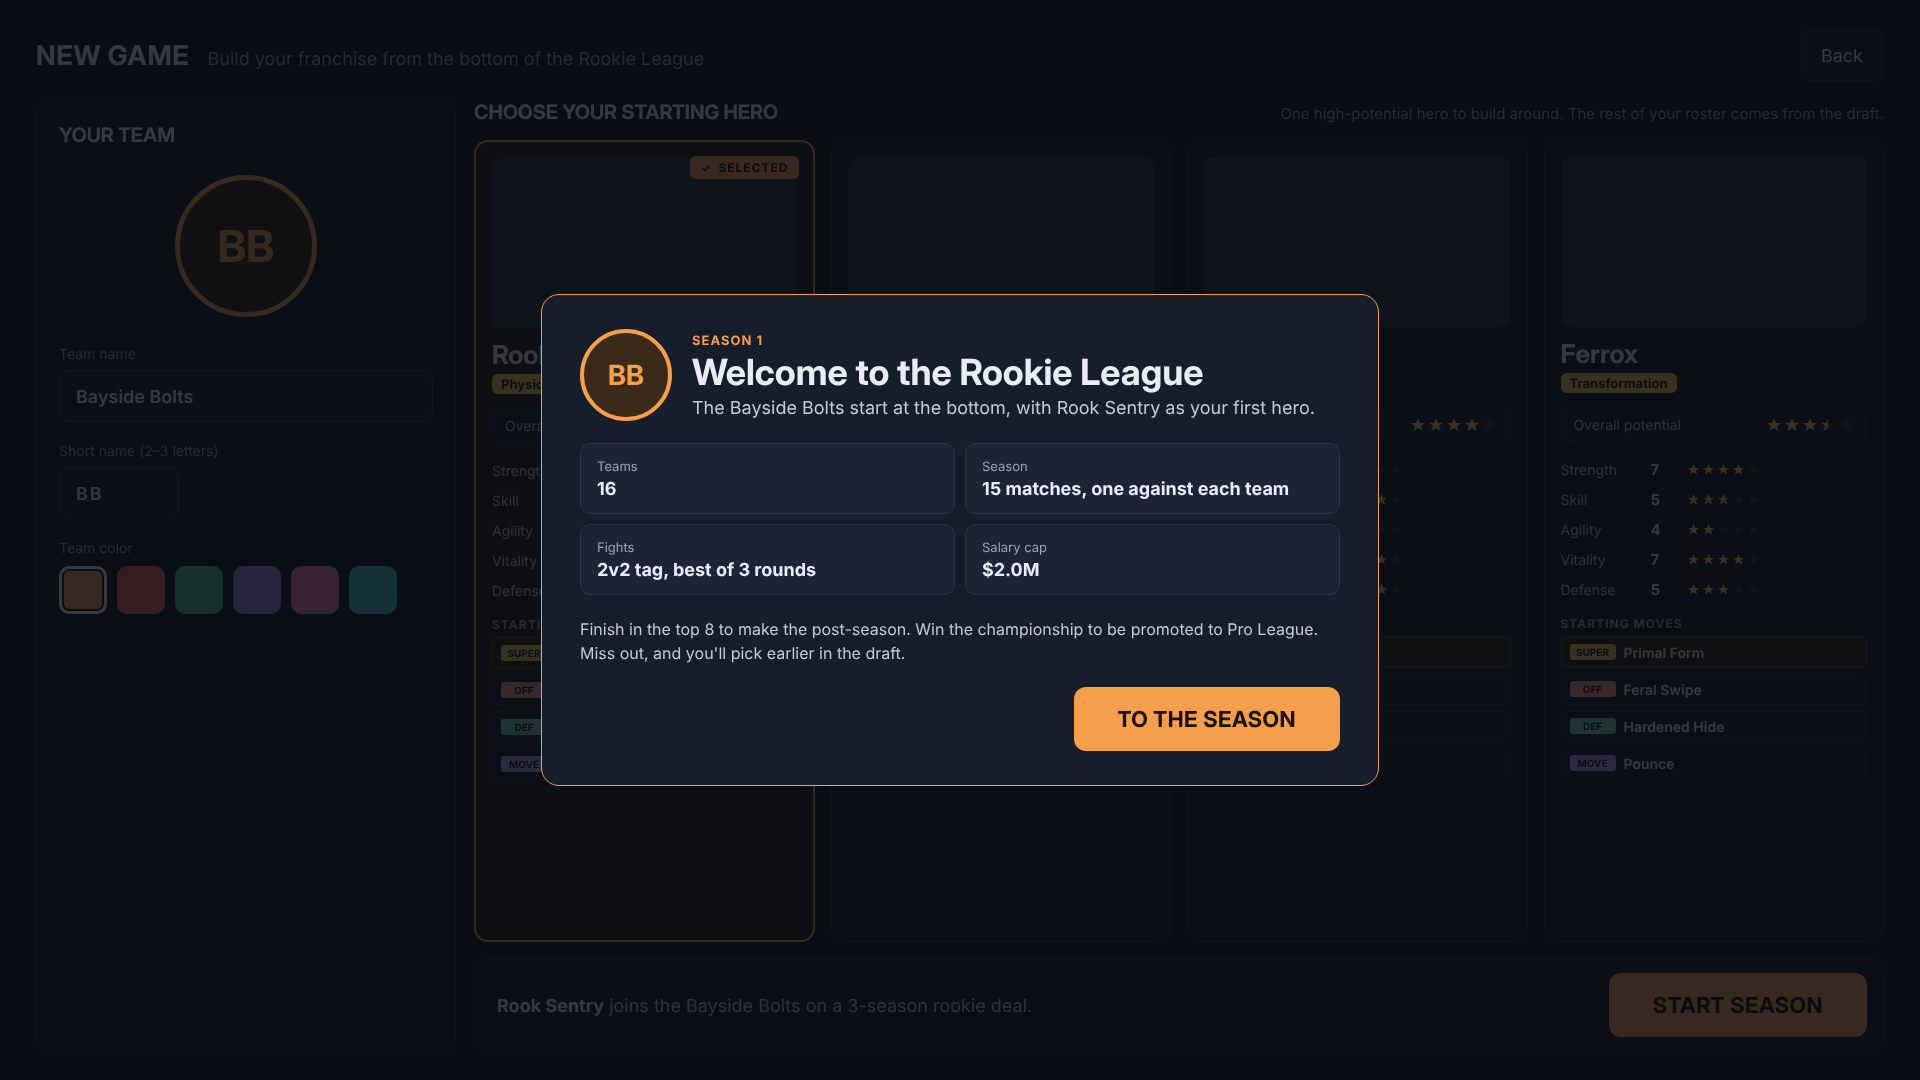 NEW GAME
Build your franchise from the bottom of the Rookie League
Back
YOUR TEAM
BB
Team name
Bayside Bolts
Short name (2–3 letters)
BB
Team color
CHOOSE YOUR STARTING HERO
One high-potential hero to build around. The rest of your roster comes from the draft.
✓ SELECTED
SUPER
OFF
DEF
MOVE
BB
SEASON 1
Welcome to the Rookie League
The Bayside Bolts start at the bottom, with Rook Sentry as your first hero.
Teams
16
Season
15 matches, one against each team
Fights
2v2 tag, best of 3 rounds
Salary cap
$2.0M
Finish in the top 8 to make the post-season. Win the championship to be promoted to Pro League.
Miss out, and you'll pick earlier in the draft.
TO THE SEASON
Skill
Agility
Vitality
Ferrox
Transformation
Overall potential
Strength 7
Skill 5
Agility 4
Vitality 7
Defense 5
STARTING MOVES
SUPER Primal Form
OFF Feral Swipe
DEF Hardened Hide
MOVE Pounce
Rook Sentry joins the Bayside Bolts on a 3-season rookie deal.
START SEASON